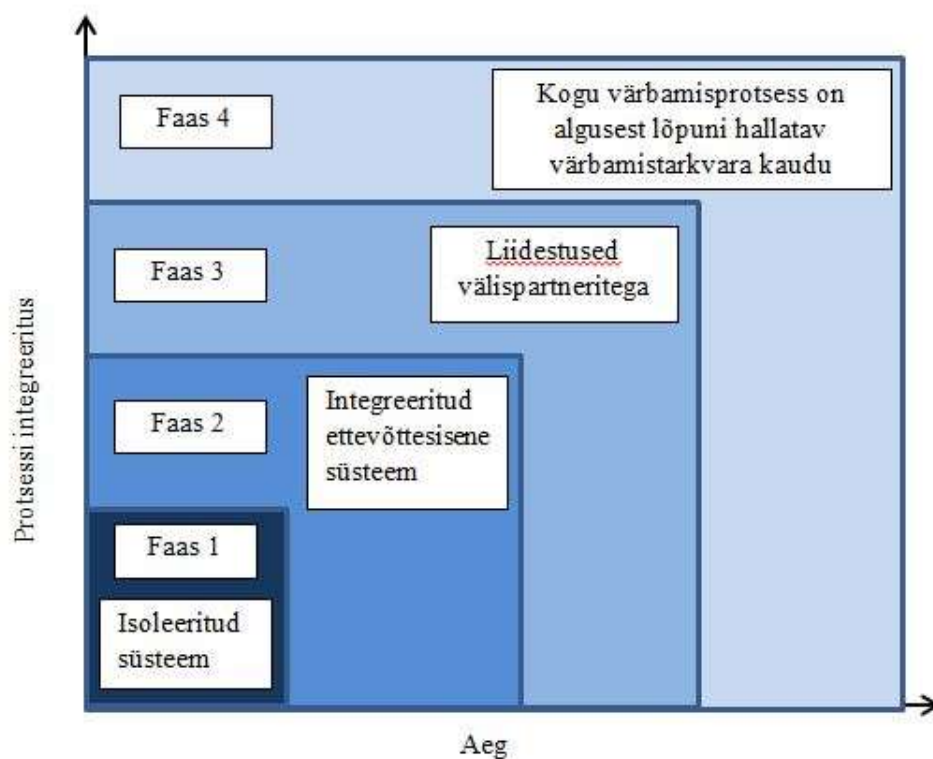 Faas 4
Kogu värbamisprotsess on
algusest lõpuni hallatav
värbamistarkvara kaudu
Faas 3
Liidestused
välispartneritega
Faas 2
Integreeritud
ettevõttesisene
süsteem
Faas 1
Isoleeritud
süsteem
Protsessi integreeritus
Aeg